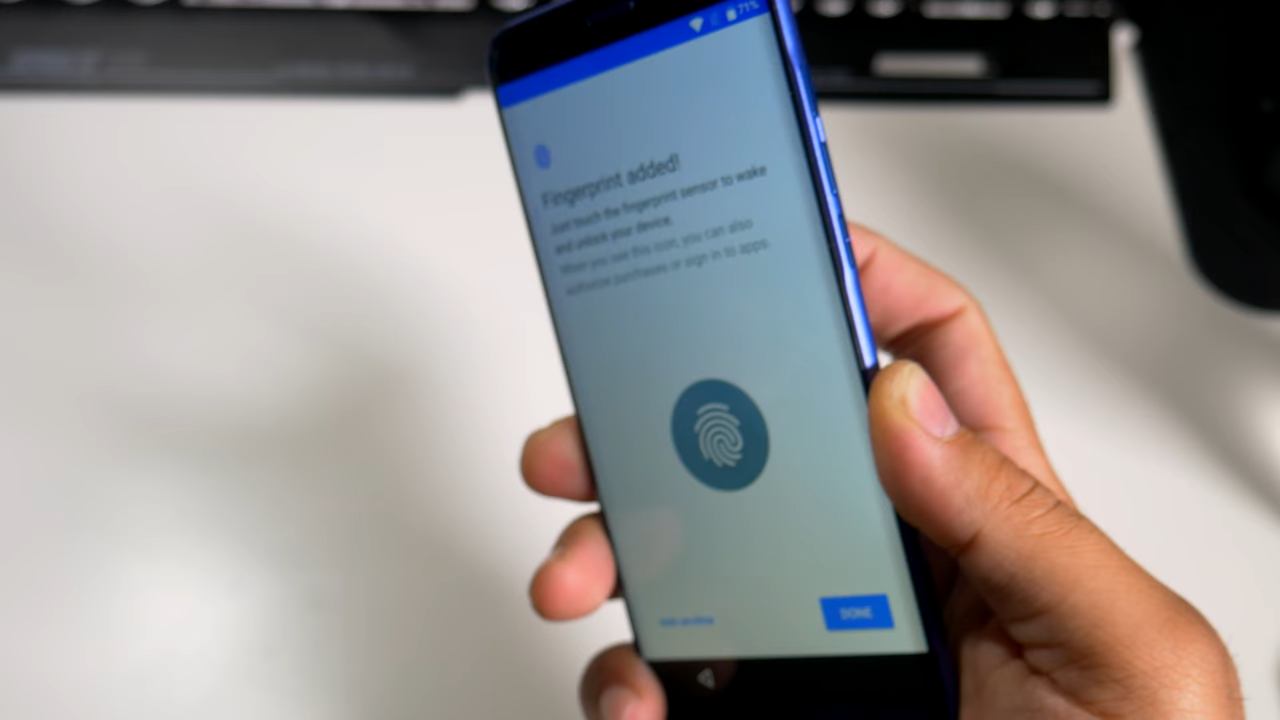 71%
Fingerprint added!
Just touch the fingerprint sensor to wake
and unlock your device.
When you see this icon, you can also
authorize purchases or sign in to apps.
DONE